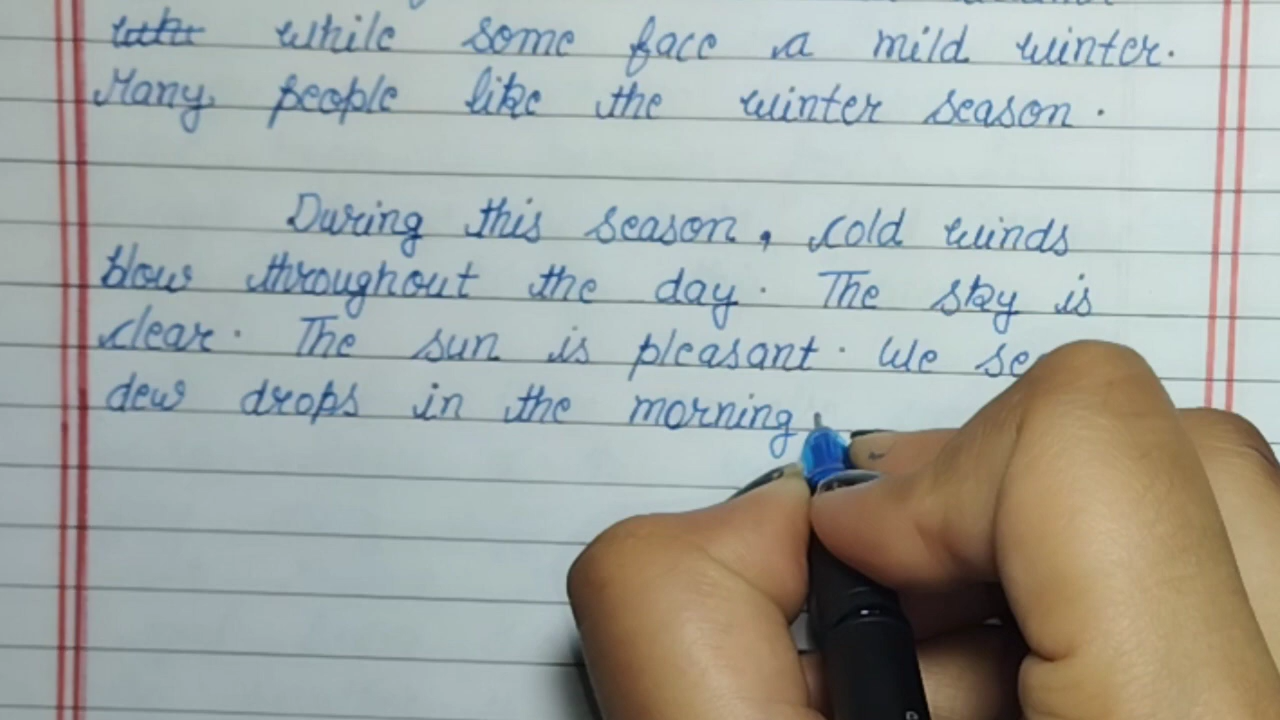 while some face a mild winter.
Many people like the winter season.
During this season, cold winds
blow throughout the day. The sky is
clear. The sun is pleasant. We
dew drops in the morning